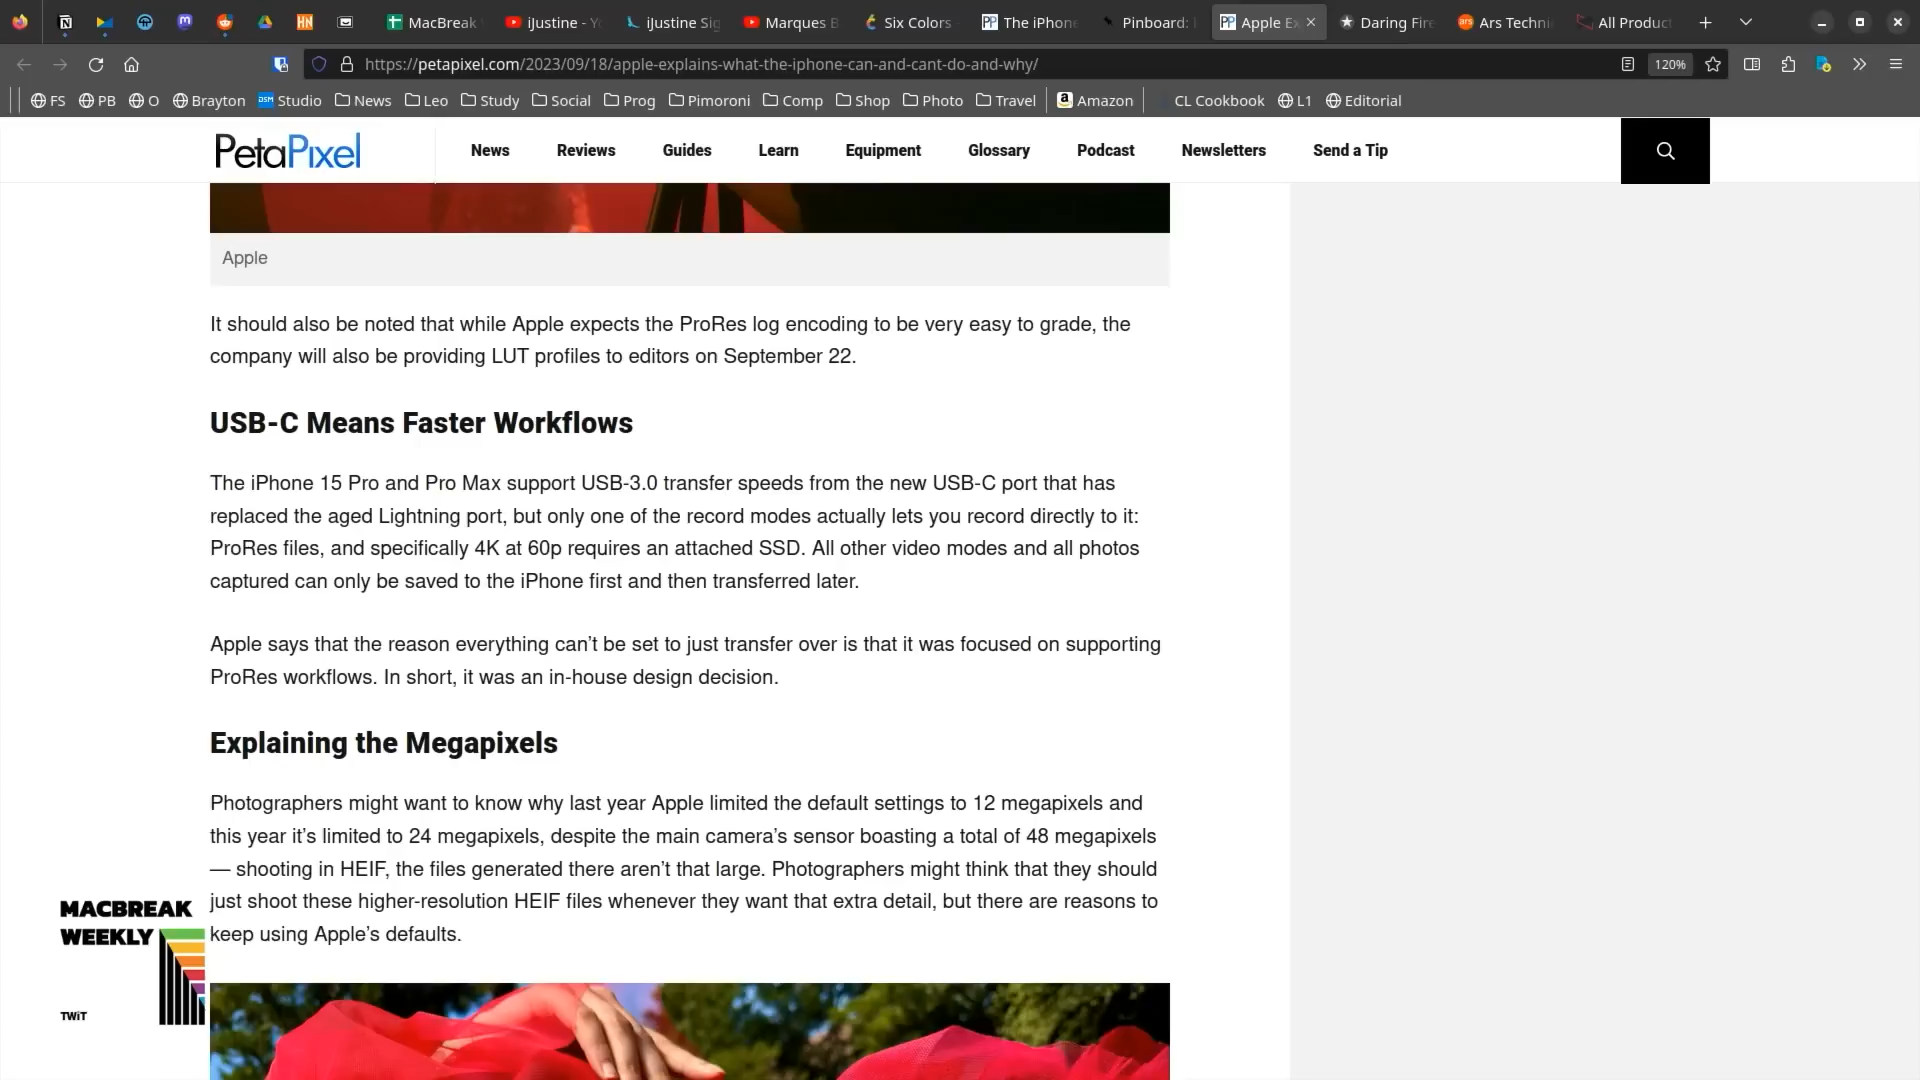 MacBreak
iJustine - Yo
iJustine Sig
Marques B
Six Colors
The iPhone
Pinboard:
Apple Ex
Daring Fire
Ars Techni
All Product
https://petapixel.com/2023/09/18/apple-explains-what-the-iphone-can-and-cant-do-and-why/
120%
FS PB O Brayton DSM Studio News Leo Study Social Prog Pimoroni Comp Shop Photo Travel Amazon CL Cookbook L1 Editorial
PetaPixel
News Reviews Guides Learn Equipment Glossary Podcast Newsletters Send a Tip
Apple
It should also be noted that while Apple expects the ProRes log encoding to be very easy to grade, the
company will also be providing LUT profiles to editors on September 22.
USB-C Means Faster Workflows
The iPhone 15 Pro and Pro Max support USB-3.0 transfer speeds from the new USB-C port that has
replaced the aged Lightning port, but only one of the record modes actually lets you record directly to it:
ProRes files, and specifically 4K at 60p requires an attached SSD. All other video modes and all photos
captured can only be saved to the iPhone first and then transferred later.
Apple says that the reason everything can’t be set to just transfer over is that it was focused on supporting
ProRes workflows. In short, it was an in-house design decision.
Explaining the Megapixels
Photographers might want to know why last year Apple limited the default settings to 12 megapixels and
this year it’s limited to 24 megapixels, despite the main camera’s sensor boasting a total of 48 megapixels
— shooting in HEIF, the files generated there aren’t that large. Photographers might think that they should
just shoot these higher-resolution HEIF files whenever they want that extra detail, but there are reasons to
keep using Apple’s defaults.
MACBREAK
WEEKLY
TWiT